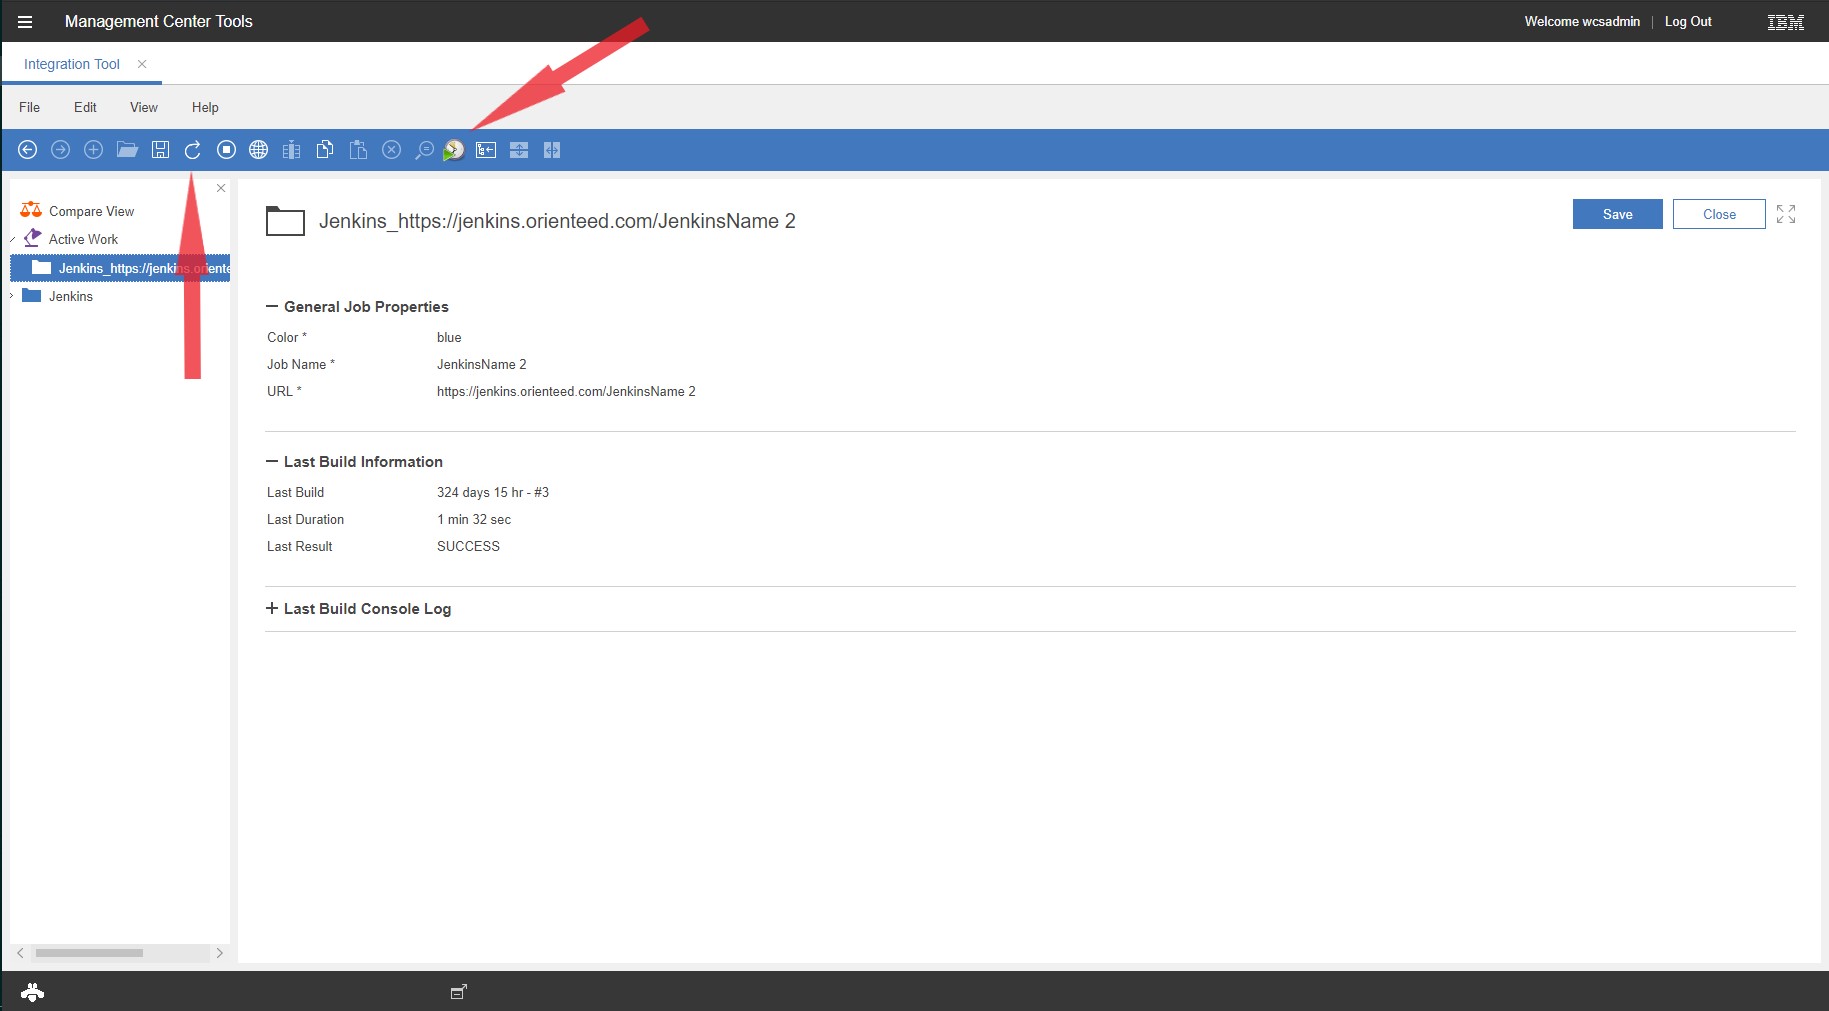 Management Center Tools
Welcome wcsadmin | Log Out
IBM
Integration Tool
File Edit View Help
Compare View
Active Work
Jenkins_https://jenkins.oriente
Jenkins
Jenkins_https://jenkins.orienteed.com/JenkinsName 2
Save Close
General Job Properties
Color * blue
Job Name * JenkinsName 2
URL * https://jenkins.orienteed.com/JenkinsName 2
Last Build Information
Last Build 324 days 15 hr - #3
Last Duration 1 min 32 sec
Last Result SUCCESS
Last Build Console Log